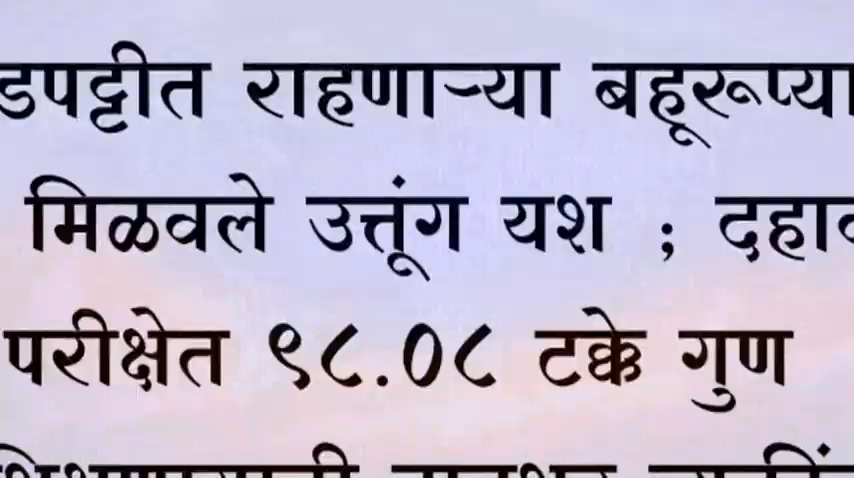 डपट्टीत राहणाऱ्या बहूरूप्या
मिळवले उत्तूंग यश ; दहाव
परीक्षेत ९८.०८ टक्के गुण